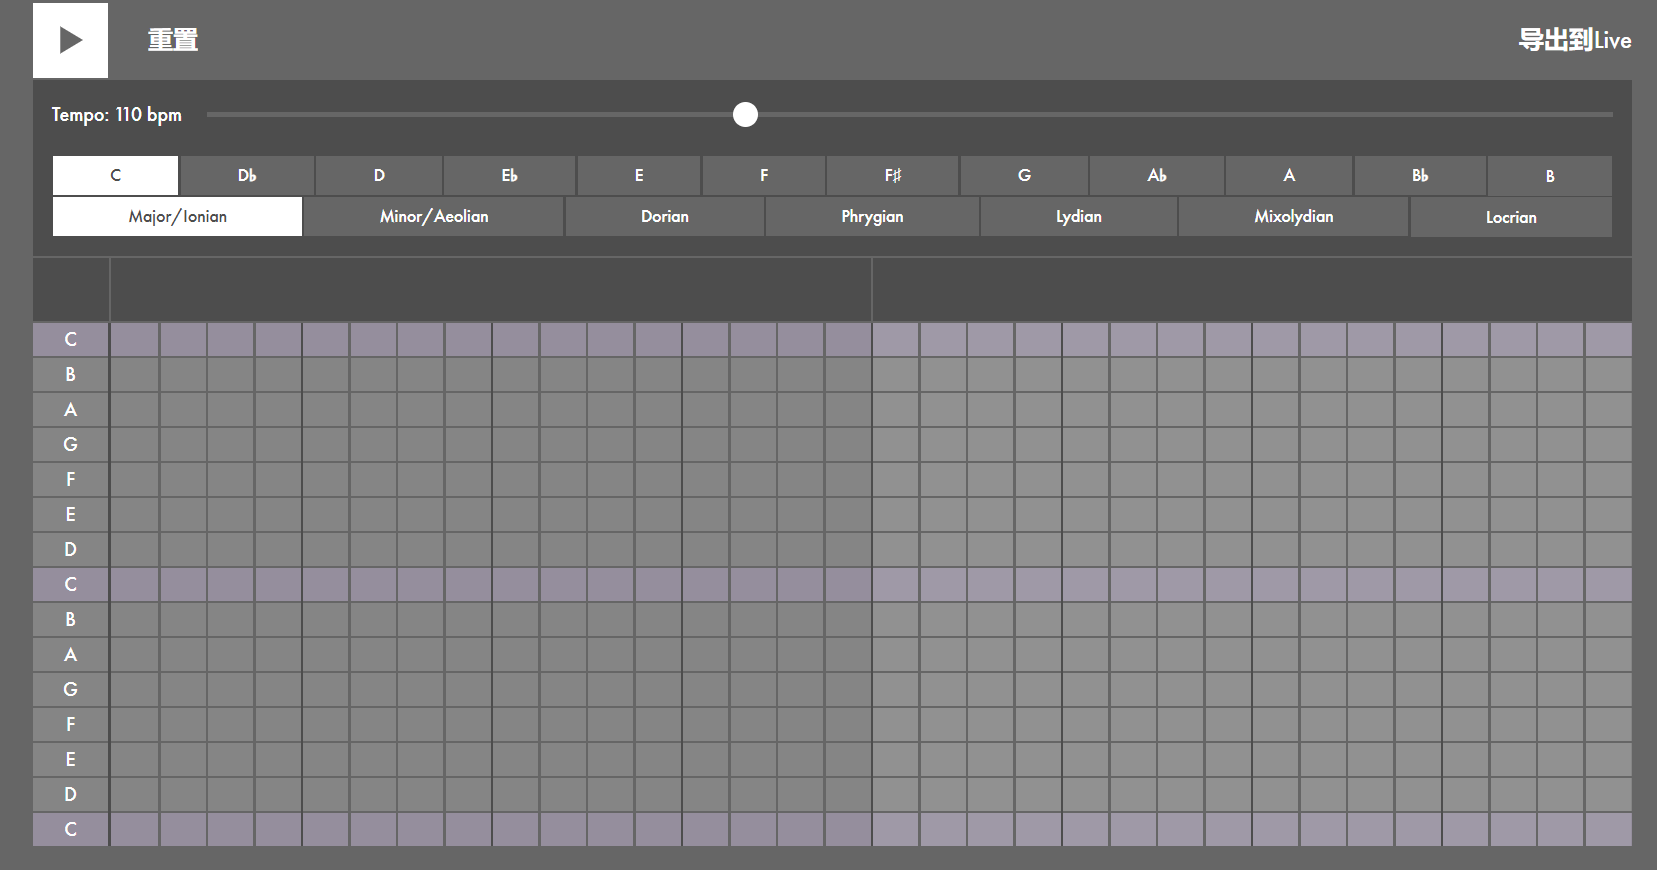 重置 导出到Live
Tempo: 110 bpm
C D♭ D E♭ E F F♯ G A♭ A B♭ B
Major/Ionian Minor/Aeolian Dorian Phrygian Lydian Mixolydian Locrian
C
B
A
G
F
E
D
C
B
A
G
F
E
D
C